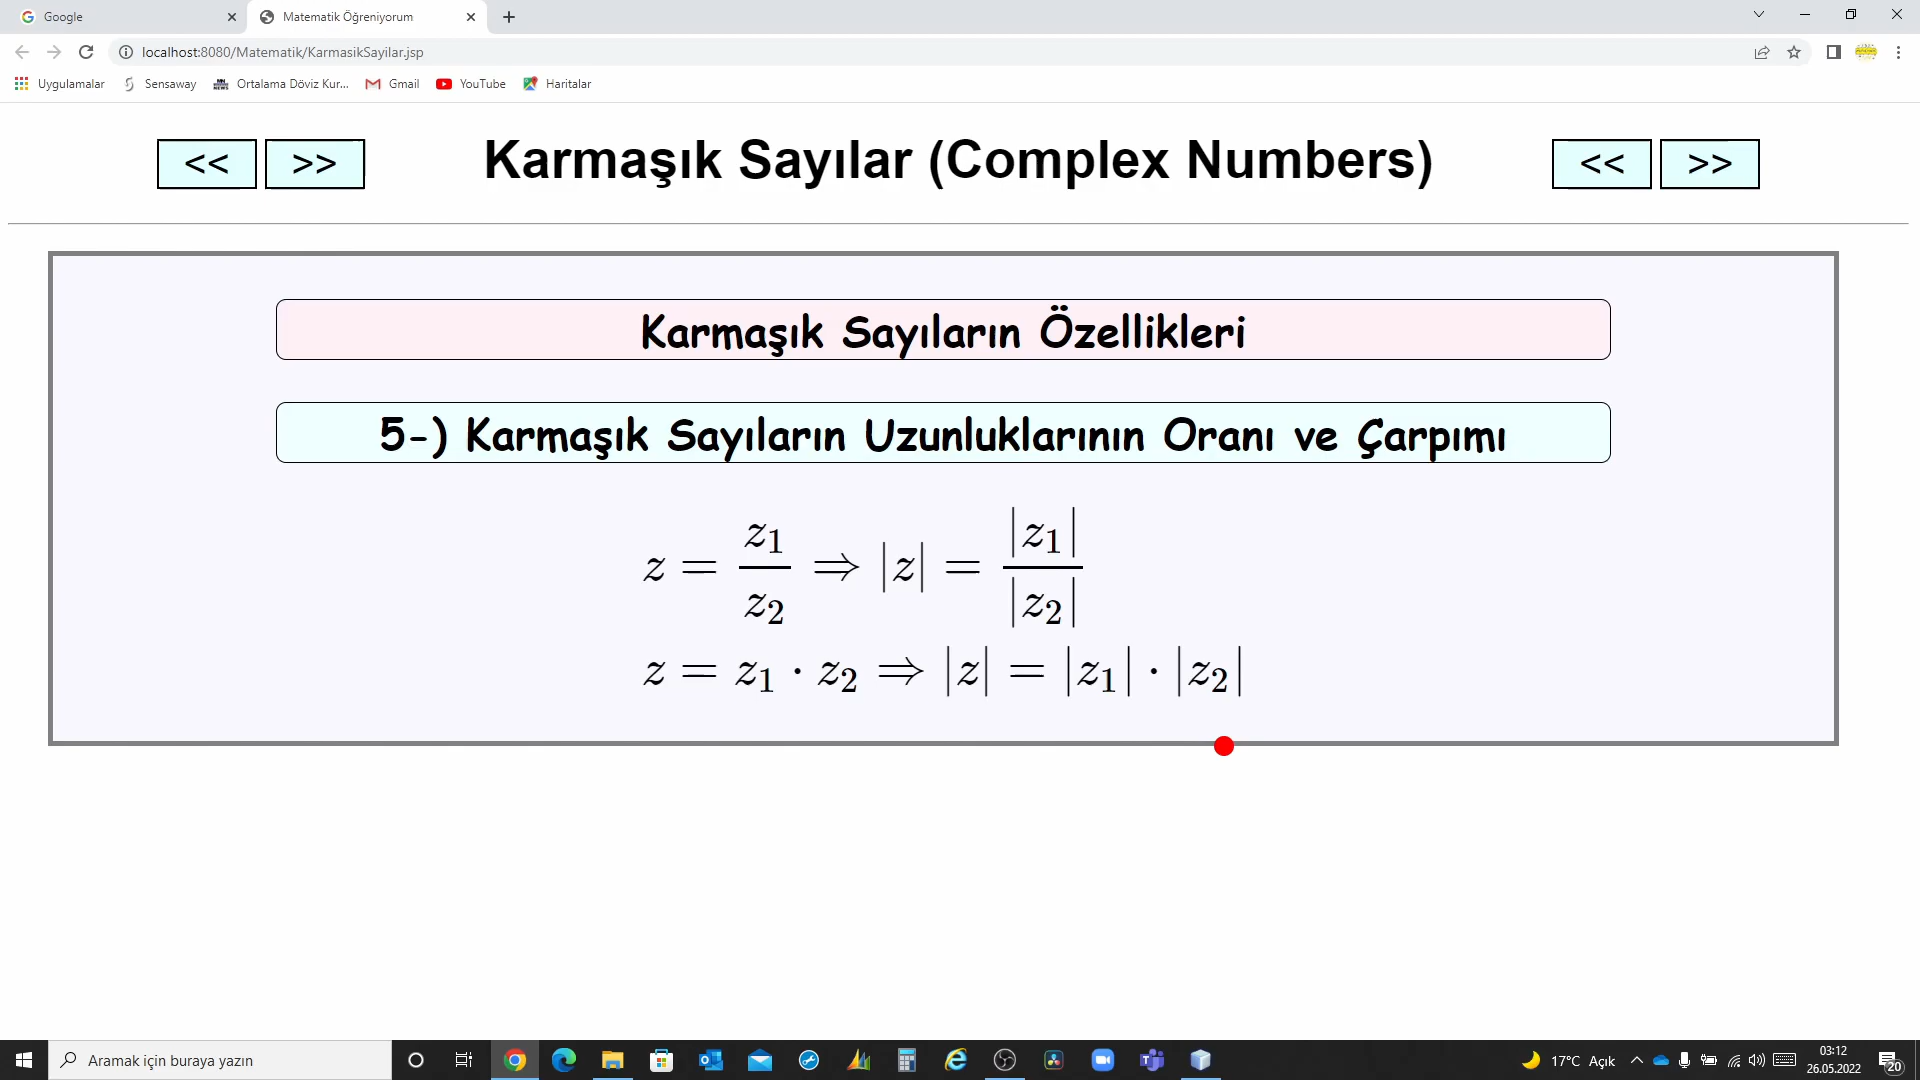 Google
Matematik Öğreniyorum
localhost:8080/Matematik/KarmasikSayilar.jsp
Uygulamalar Sensaway Ortalama Döviz Kur... Gmail YouTube Haritalar
<< >> Karmaşık Sayılar (Complex Numbers) << >>
Karmaşık Sayıların Özellikleri
5-) Karmaşık Sayıların Uzunluklarının Oranı ve Çarpımı
z = z₁/z₂ ⇒ |z| = |z₁|/|z₂|
z = z₁ · z₂ ⇒ |z| = |z₁| · |z₂|
Aramak için buraya yazın
17°C Açık
03:12
26.05.2022
20